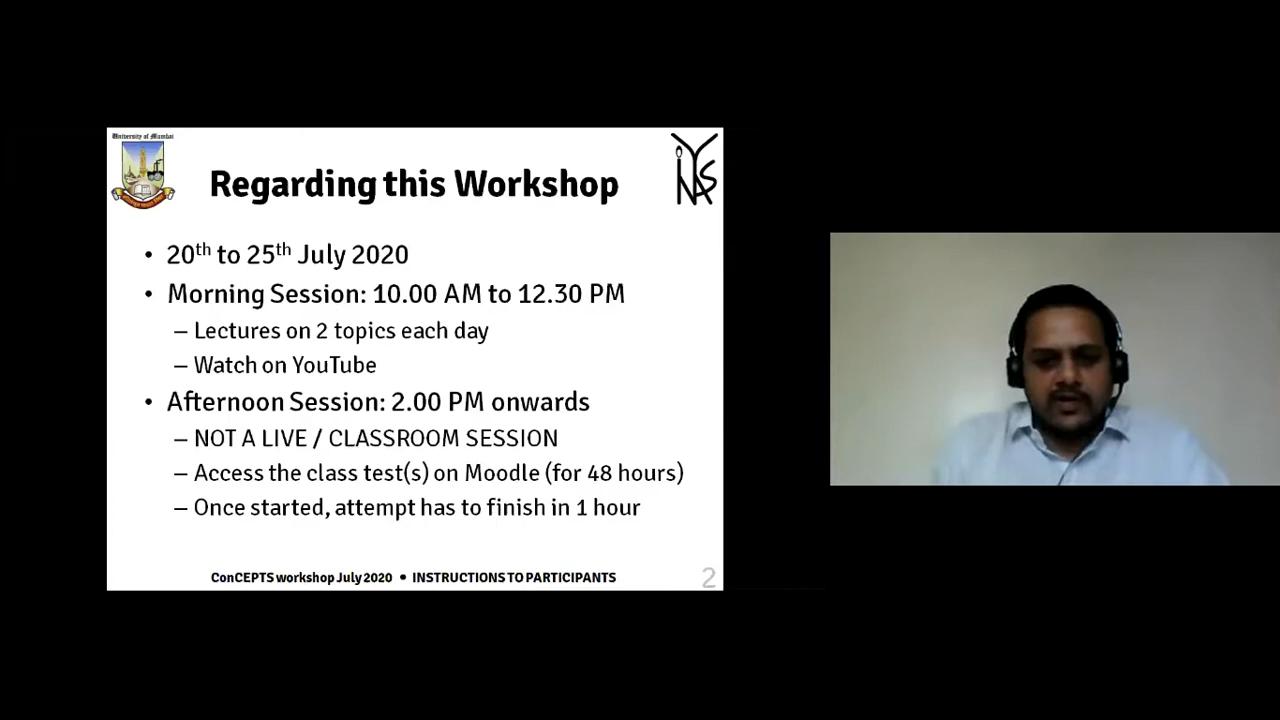 University of Mumbai
Regarding this Workshop
• 20th to 25th July 2020
• Morning Session: 10.00 AM to 12.30 PM
– Lectures on 2 topics each day
– Watch on YouTube
• Afternoon Session: 2.00 PM onwards
– NOT A LIVE / CLASSROOM SESSION
– Access the class test(s) on Moodle (for 48 hours)
– Once started, attempt has to finish in 1 hour
ConCEPTS workshop July 2020 • INSTRUCTIONS TO PARTICIPANTS
2